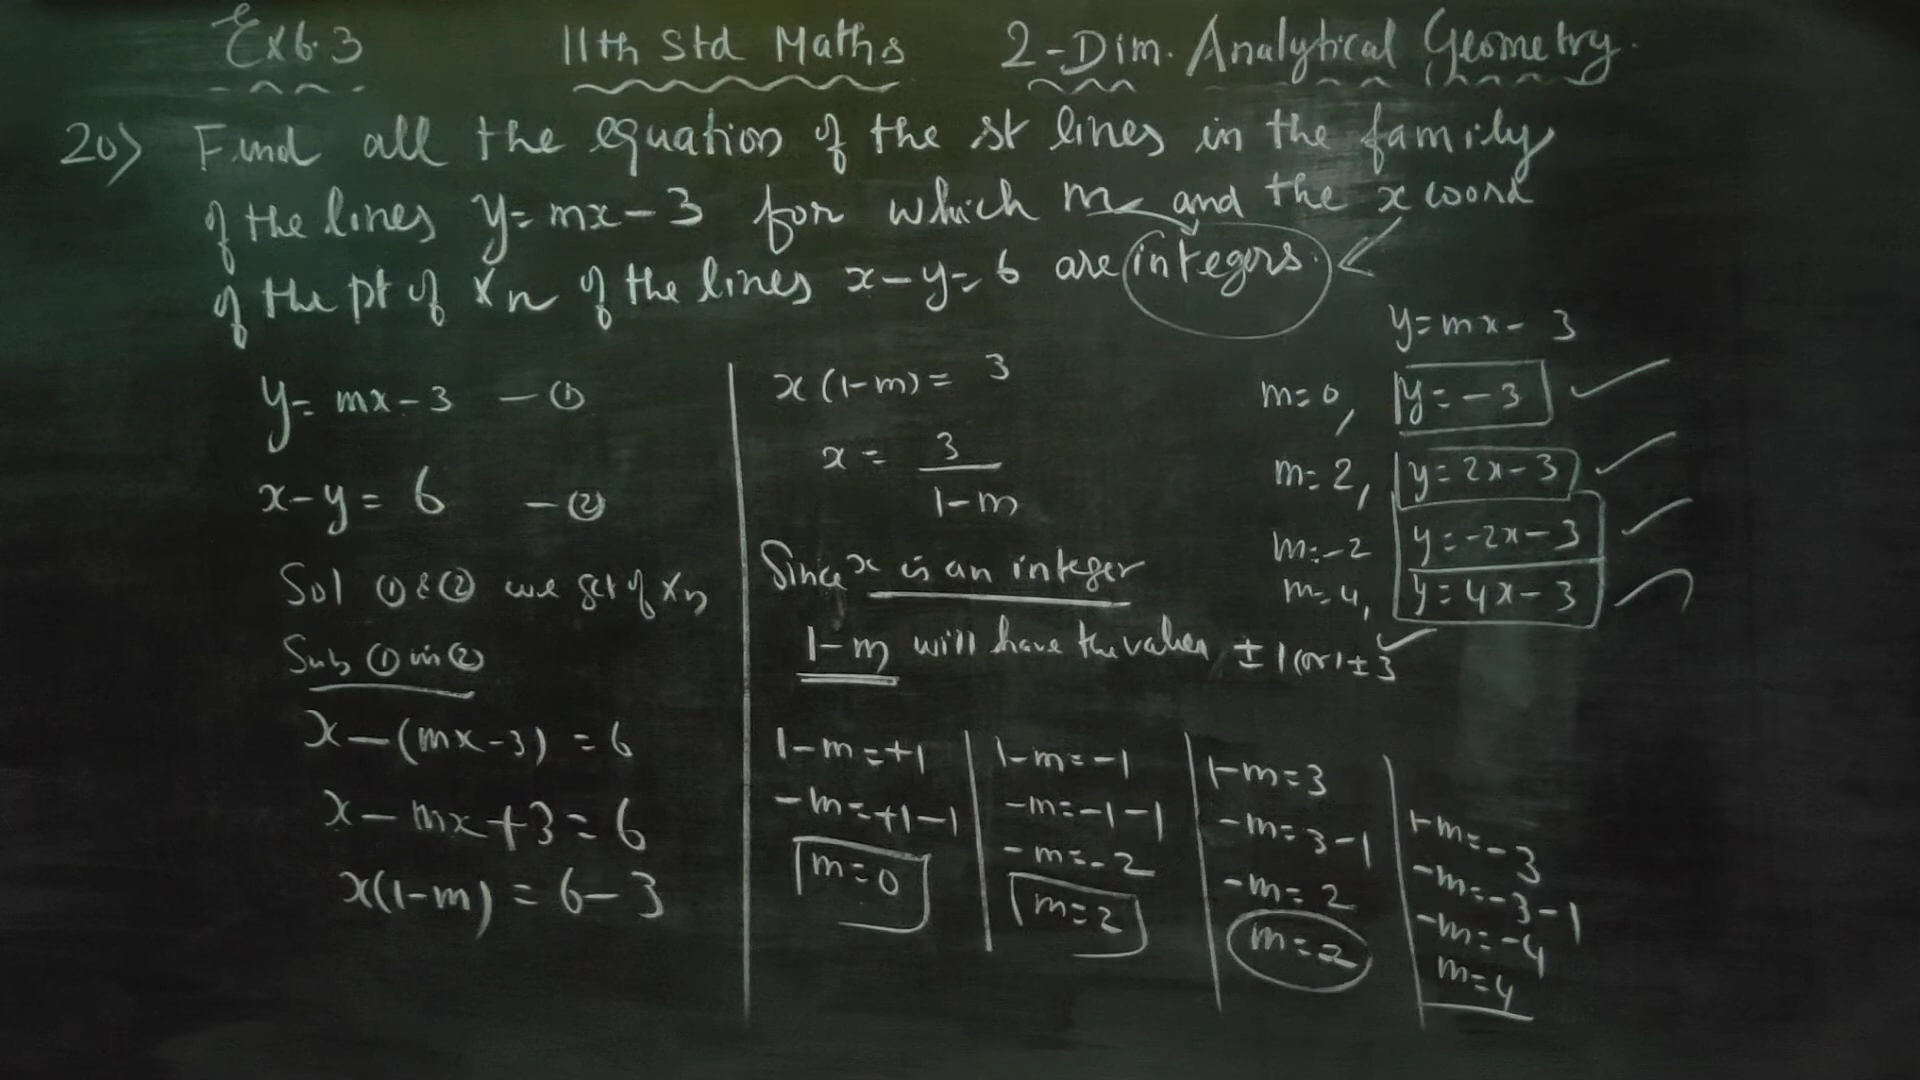 Ex 6.3 11th Std Maths 2-Dim. Analytical Geometry.
20) Find all the equation of the st lines in the family
of the lines y = mx - 3 for which m and the x coord
of the pt of xn of the lines x - y = 6 are integers.
y = mx - 3 — ①
x - y = 6 — ②
Sol ① & ② we get of xn
Sub ① in ②
x - (mx - 3) = 6
x - mx + 3 = 6
x(1-m) = 6 - 3
x(1-m) = 3
x = 3
1-m
Since x is an integer
1-m will have the values ±1 (or) ±3
1-m = +1
-m = +1-1
m = 0
1-m = -1
-m = -1-1
-m = -2
m = 2
1-m = 3
-m = 3-1
-m = 2
m = -2
1-m = -3
-m = -3-1
-m = -4
m = 4
y = mx - 3
m = 0, y = -3
m = 2, y = 2x - 3
m = -2 y = -2x - 3
m = 4, y = 4x - 3